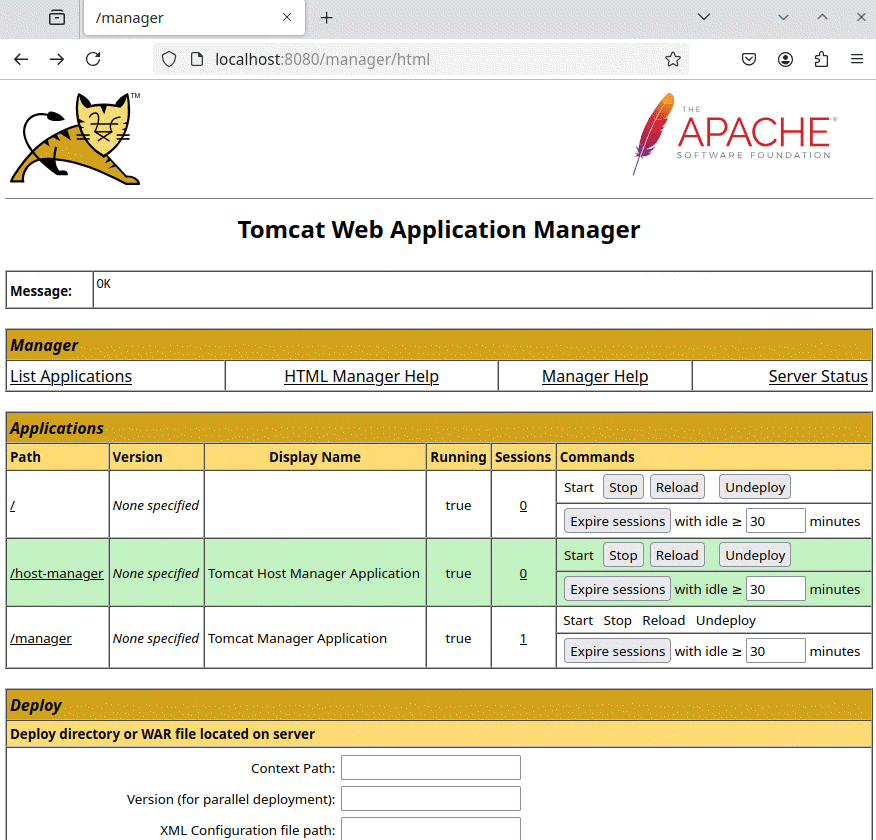 /manager
localhost:8080/manager/html
TM
THE
APACHE®
SOFTWARE FOUNDATION
Tomcat Web Application Manager
Message: OK
Manager
List Applications HTML Manager Help Manager Help Server Status
Applications
Path Version Display Name Running Sessions Commands
/ None specified true 0 Start Stop Reload Undeploy
Expire sessions with idle ≥ 30 minutes
/host-manager None specified Tomcat Host Manager Application true 0 Start Stop Reload Undeploy
Expire sessions with idle ≥ 30 minutes
/manager None specified Tomcat Manager Application true 1 Start Stop Reload Undeploy
Expire sessions with idle ≥ 30 minutes
Deploy
Deploy directory or WAR file located on server
Context Path:
Version (for parallel deployment):
XML Configuration file path: